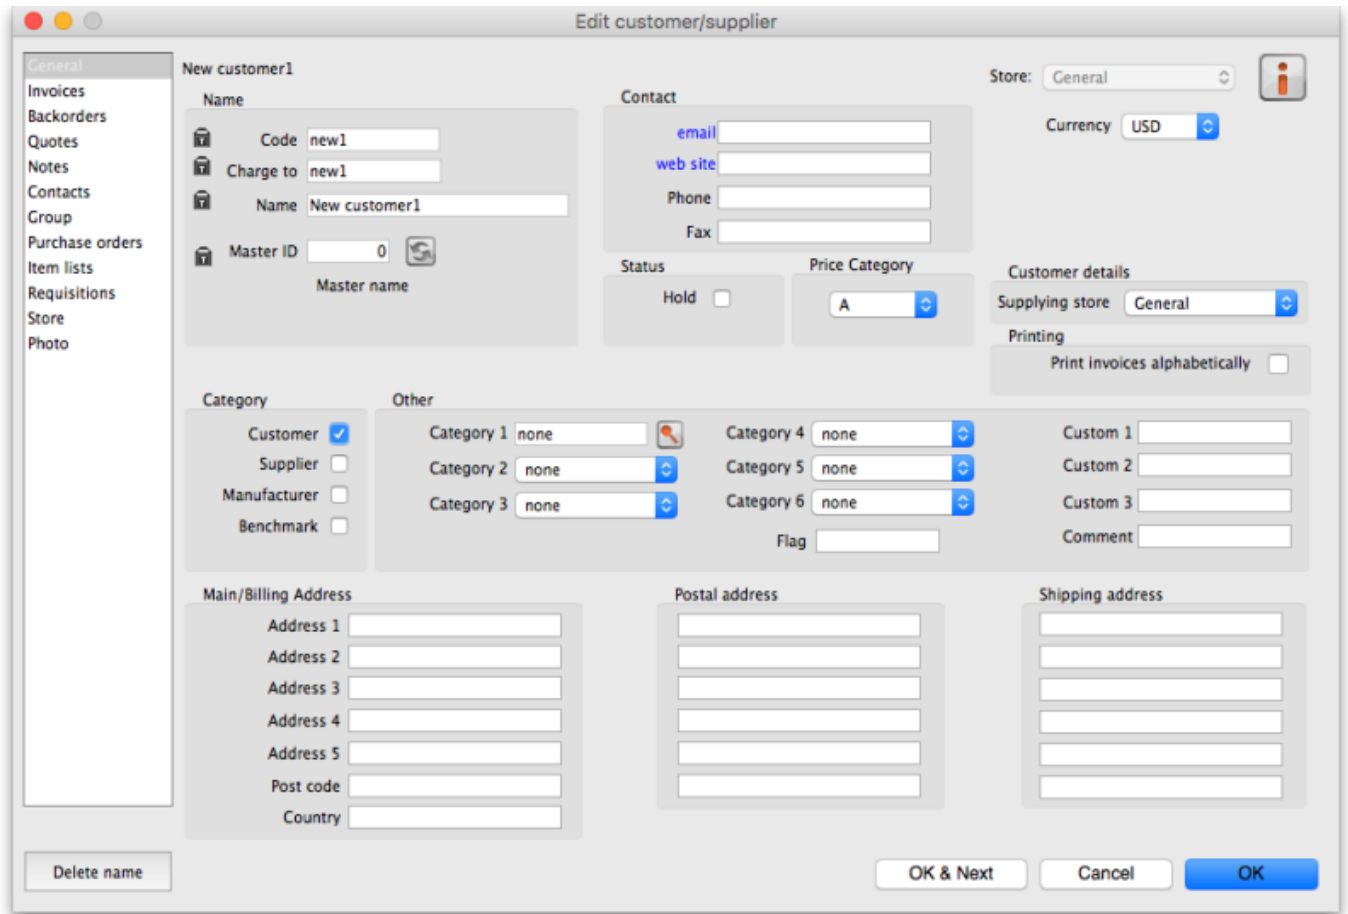 Edit customer/supplier
General
Invoices
Backorders
Quotes
Notes
Contacts
Group
Purchase orders
Item lists
Requisitions
Store
Photo
Delete name
New customer1
Store: General
Currency USD
Name
Code new1
Charge to new1
Name New customer1
Master ID 0
Master name
Contact
email
web site
Phone
Fax
Status
Hold
Price Category
A
Customer details
Supplying store General
Printing
Print invoices alphabetically
Category
Customer
Supplier
Manufacturer
Benchmark
Other
Category 1 none
Category 2 none
Category 3 none
Category 4 none
Category 5 none
Category 6 none
Flag
Custom 1
Custom 2
Custom 3
Comment
Main/Billing Address
Address 1
Address 2
Address 3
Address 4
Address 5
Post code
Country
Postal address
Shipping address
OK & Next
Cancel
OK